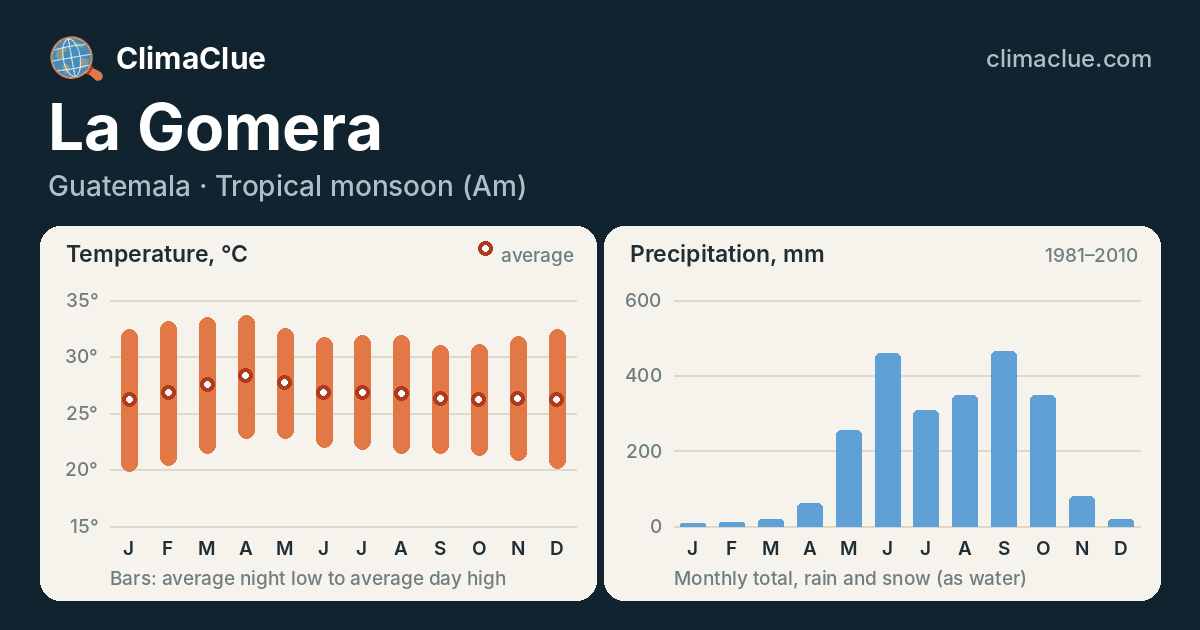 ClimaClue
climaclue.com
La Gomera
Guatemala · Tropical monsoon (Am)
Temperature, °C
average
35°
30°
25°
20°
15°
J F M A M J J A S O N D
Bars: average night low to average day high
Precipitation, mm
1981–2010
600
400
200
0
J F M A M J J A S O N D
Monthly total, rain and snow (as water)